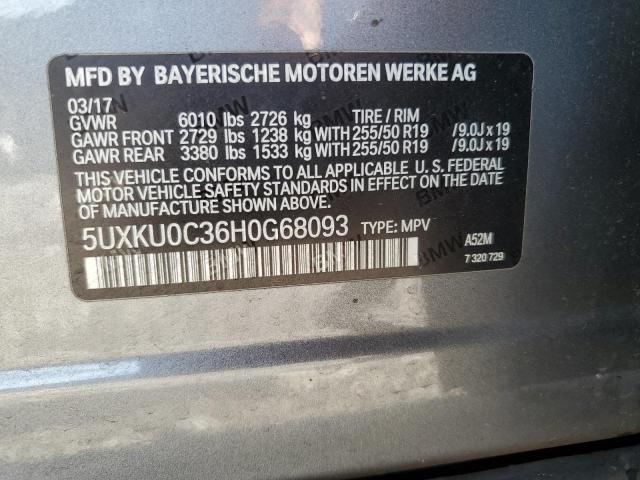 MFD BY BAYERISCHE MOTOREN WERKE AG
03/17
GVWR 6010 lbs 2726 kg TIRE / RIM
GAWR FRONT 2729 lbs 1238 kg WITH 255/50 R19 /9.0J x 19
GAWR REAR 3380 lbs 1533 kg WITH 255/50 R19 /9.0J x 19
THIS VEHICLE CONFORMS TO ALL APPLICABLE U. S. FEDERAL
MOTOR VEHICLE SAFETY STANDARDS IN EFFECT ON THE DATE
OF MANUFACTURE SHOWN ABOVE.
5UXKU0C36H0G68093 TYPE: MPV A52M
7 320 729